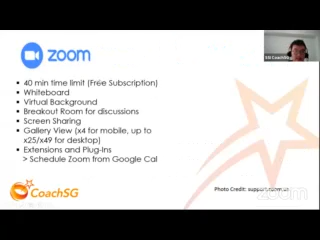 zoom
SG CoachSG
▪ 40 min time limit (Free Subscription)
▪ Whiteboard
▪ Virtual Background
▪ Breakout Room for discussions
▪ Screen Sharing
▪ Gallery View (x4 for mobile, up to
x25/x49 for desktop)
▪ Extensions and Plug-Ins
> Schedule Zoom from Google Cal
CoachSG
Photo Credit: support.zoom.us
zoom